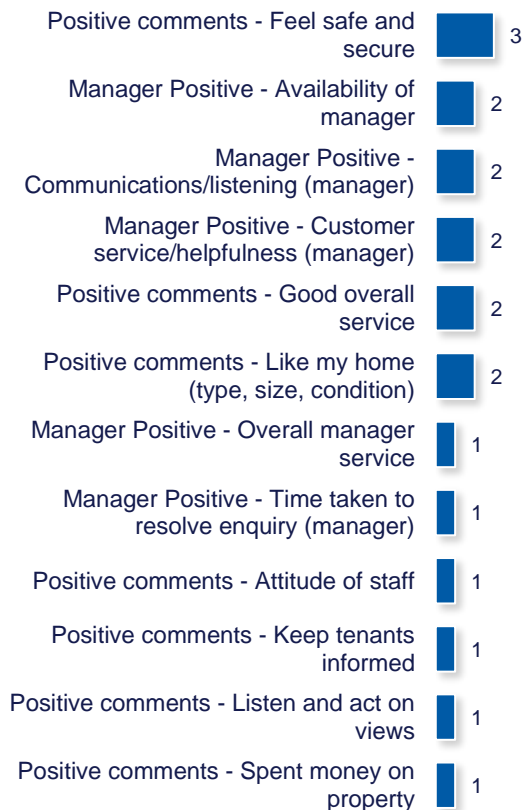 Positive comments - Feel safe and
secure
3
Manager Positive - Availability of
manager
2
Manager Positive -
Communications/listening (manager)
2
Manager Positive - Customer
service/helpfulness (manager)
2
Positive comments - Good overall
service
2
Positive comments - Like my home
(type, size, condition)
2
Manager Positive - Overall manager
service
1
Manager Positive - Time taken to
resolve enquiry (manager)
1
Positive comments - Attitude of staff
1
Positive comments - Keep tenants
informed
1
Positive comments - Listen and act on
views
1
Positive comments - Spent money on
property
1